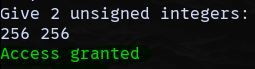 Give 2 unsigned integers:
256 256
Access granted